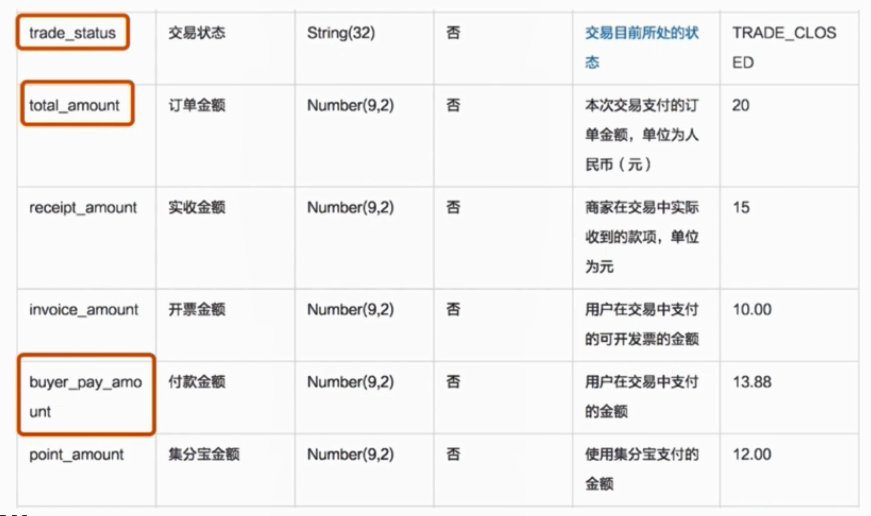 trade_status 交易状态 String(32) 否 交易目前所处的状 TRADE_CLOS
态 ED
total_amount 订单金额 Number(9,2) 否 本次交易支付的订 20
单金额，单位为人
民币（元）
receipt_amount 实收金额 Number(9,2) 否 商家在交易中实际 15
收到的款项，单位
为元
invoice_amount 开票金额 Number(9,2) 否 用户在交易中支付 10.00
的可开发票的金额
buyer_pay_amo 付款金额 Number(9,2) 否 用户在交易中支付 13.88
unt 的金额
point_amount 集分宝金额 Number(9,2) 否 使用集分宝支付的 12.00
金额